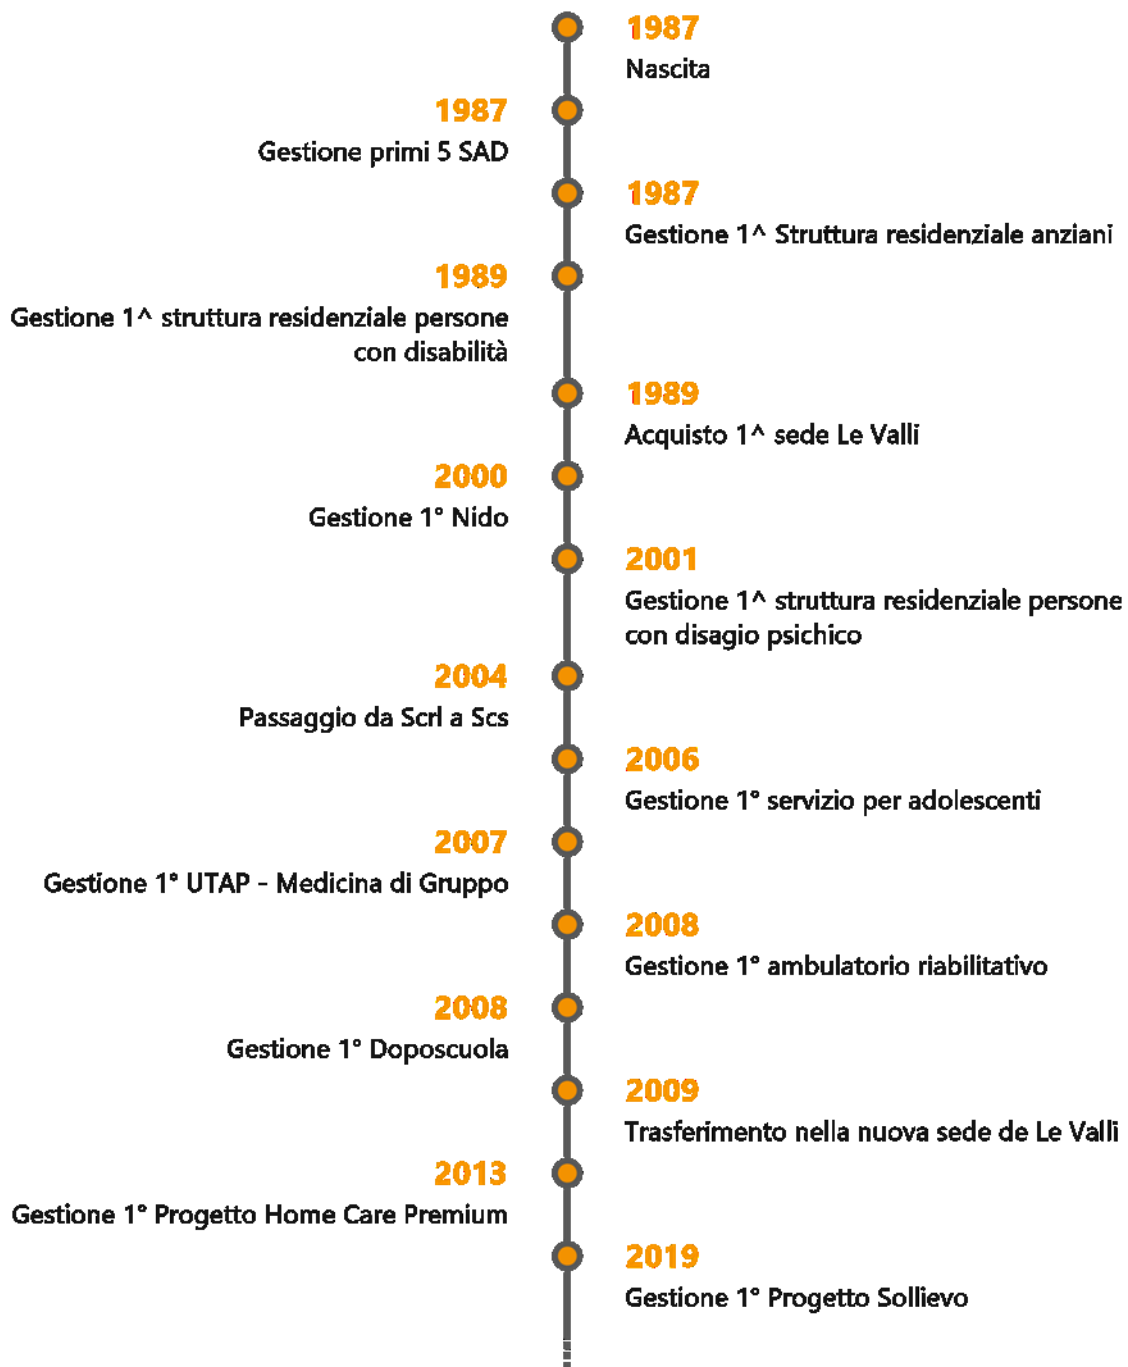 1987
Nascita
1987
Gestione primi 5 SAD
1987
Gestione 1^ Struttura residenziale anziani
1989
Gestione 1^ struttura residenziale persone
con disabilità
1989
Acquisto 1^ sede Le Valli
2000
Gestione 1° Nido
2001
Gestione 1^ struttura residenziale persone
con disagio psichico
2004
Passaggio da Scrl a Scs
2006
Gestione 1° servizio per adolescenti
2007
Gestione 1° UTAP - Medicina di Gruppo
2008
Gestione 1° ambulatorio riabilitativo
2008
Gestione 1° Doposcuola
2009
Trasferimento nella nuova sede de Le Valli
2013
Gestione 1° Progetto Home Care Premium
2019
Gestione 1° Progetto Sollievo